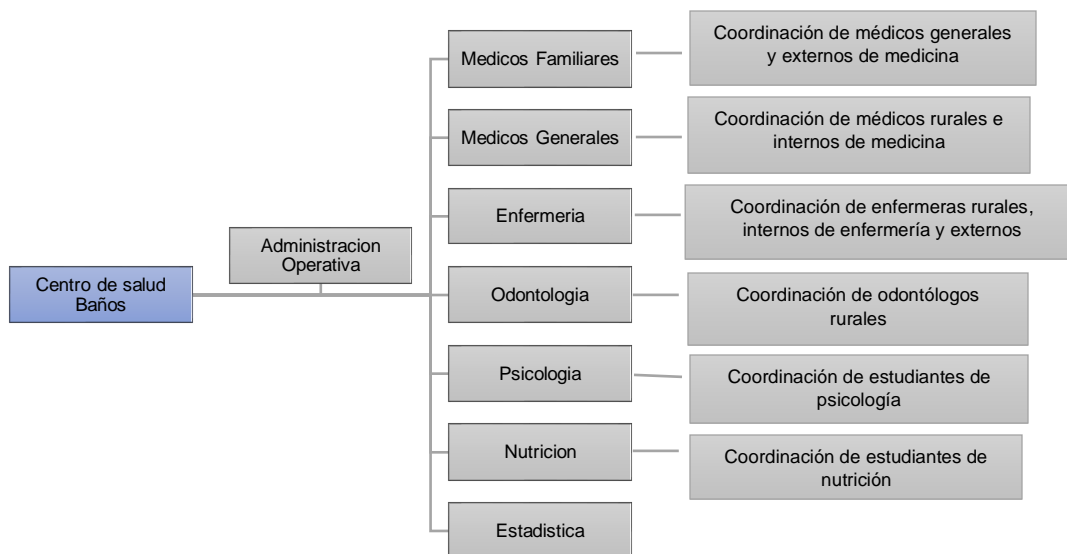 Centro de salud
Baños
Administracion
Operativa
Medicos Familiares
Coordinación de médicos generales
y externos de medicina
Medicos Generales
Coordinación de médicos rurales e
internos de medicina
Enfermeria
Coordinación de enfermeras rurales,
internos de enfermería y externos
Odontologia
Coordinación de odontólogos
rurales
Psicologia
Coordinación de estudiantes de
psicología
Nutricion
Coordinación de estudiantes de
nutrición
Estadistica